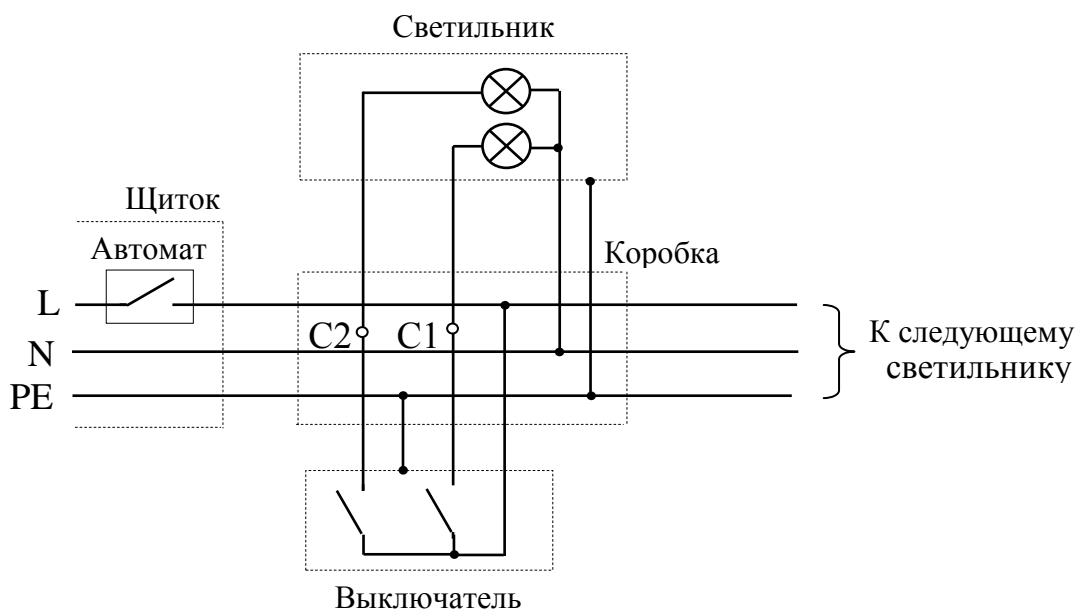 Светильник
Щиток
Автомат
Коробка
L
C2
C1
N
PE
К следующему
светильнику
Выключатель